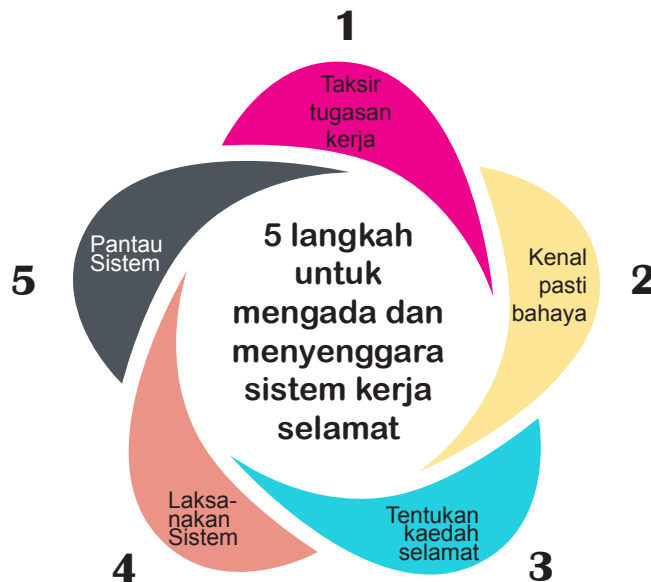 1
Taksir
tugasan
kerja
2
Kenal
pasti
bahaya
3
Tentukan
kaedah
selamat
4
Laksa-
nakan
Sistem
5
Pantau
Sistem
5 langkah
untuk
mengada dan
menyenggara
sistem kerja
selamat